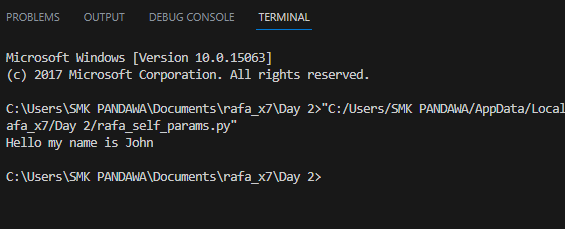 PROBLEMS OUTPUT DEBUG CONSOLE TERMINAL
Microsoft Windows [Version 10.0.15063]
(c) 2017 Microsoft Corporation. All rights reserved.
C:\Users\SMK PANDAWA\Documents\rafa_x7\Day 2>"C:/Users/SMK PANDAWA/AppData/Local
afa_x7/Day 2/rafa_self_params.py"
Hello my name is John
C:\Users\SMK PANDAWA\Documents\rafa_x7\Day 2>